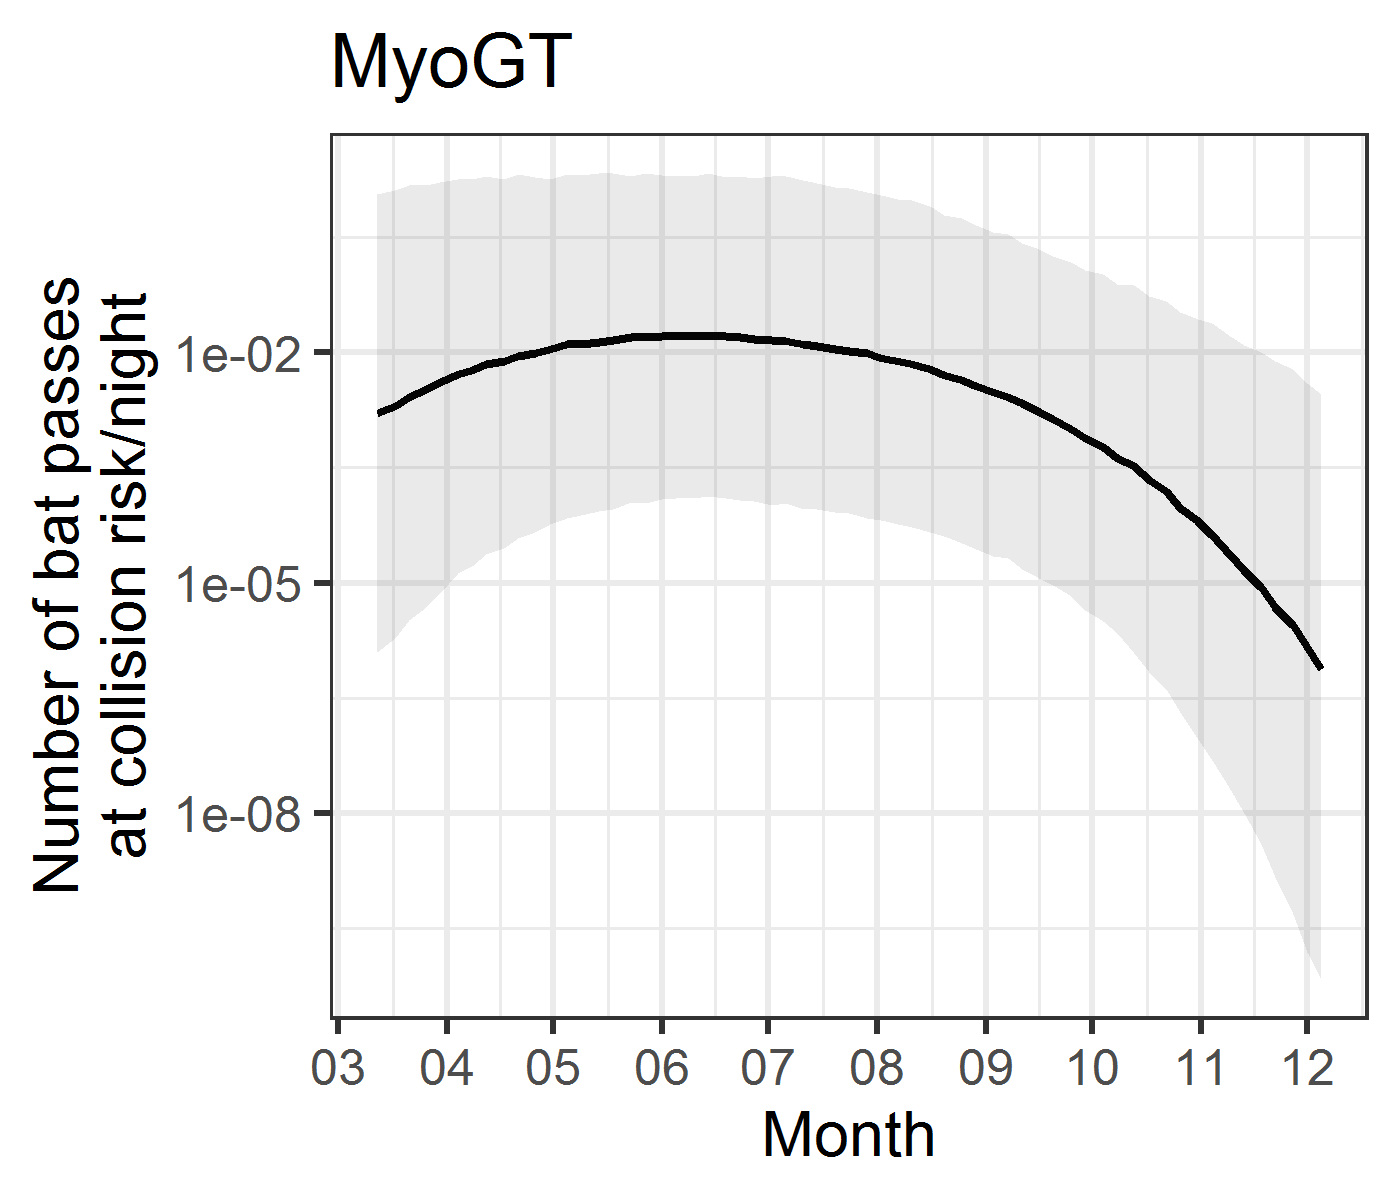 MyoGT
Number of bat passes
at collision risk/night
1e-02
1e-05
1e-08
03 04 05 06 07 08 09 10 11 12
Month